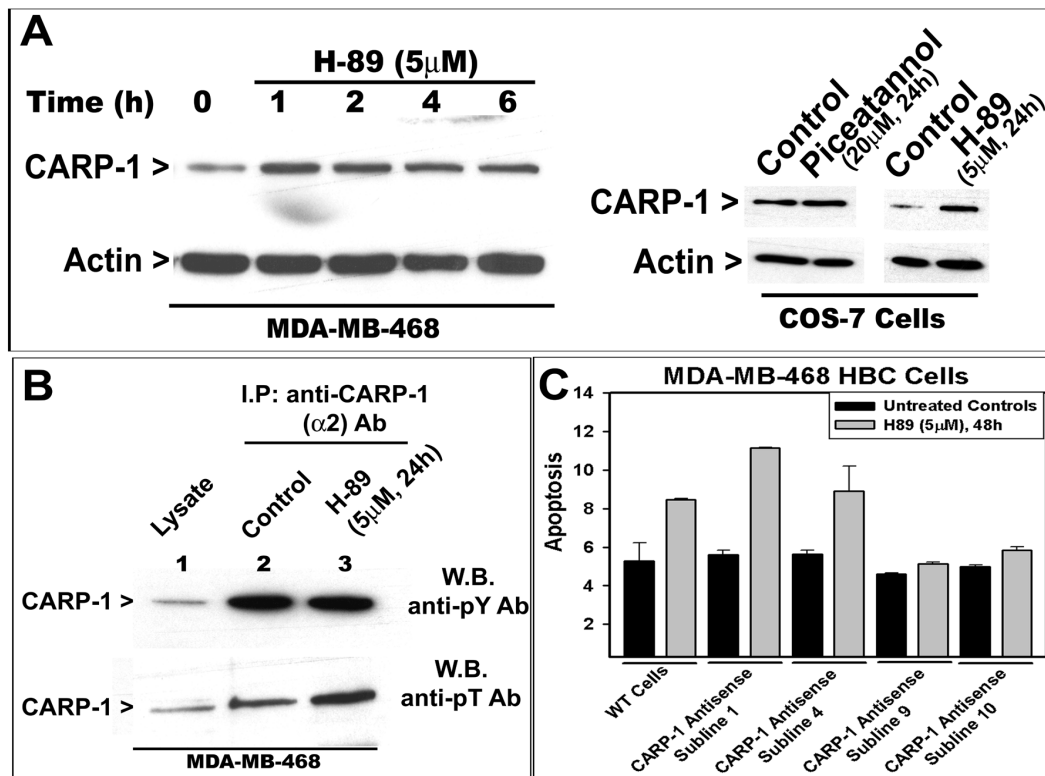 A
H-89 (5μM)
Time (h) 0 1 2 4 6
CARP-1 >
Actin >
MDA-MB-468
Control
Piceatannol
(20μM, 24h)
Control
H-89
(5μM, 24h)
CARP-1 >
Actin >
COS-7 Cells
B
I.P: anti-CARP-1
(α2) Ab
Lysate
Control
H-89
(5μM, 24h)
1 2 3
CARP-1 >
W.B.
anti-pY Ab
CARP-1 >
W.B.
anti-pT Ab
MDA-MB-468
C
MDA-MB-468 HBC Cells
Untreated Controls
H89 (5μM), 48h
Apoptosis
14
12
10
8
6
4
2
WT Cells
CARP-1 Antisense
Subline 1
CARP-1 Antisense
Subline 4
CARP-1 Antisense
Subline 9
CARP-1 Antisense
Subline 10